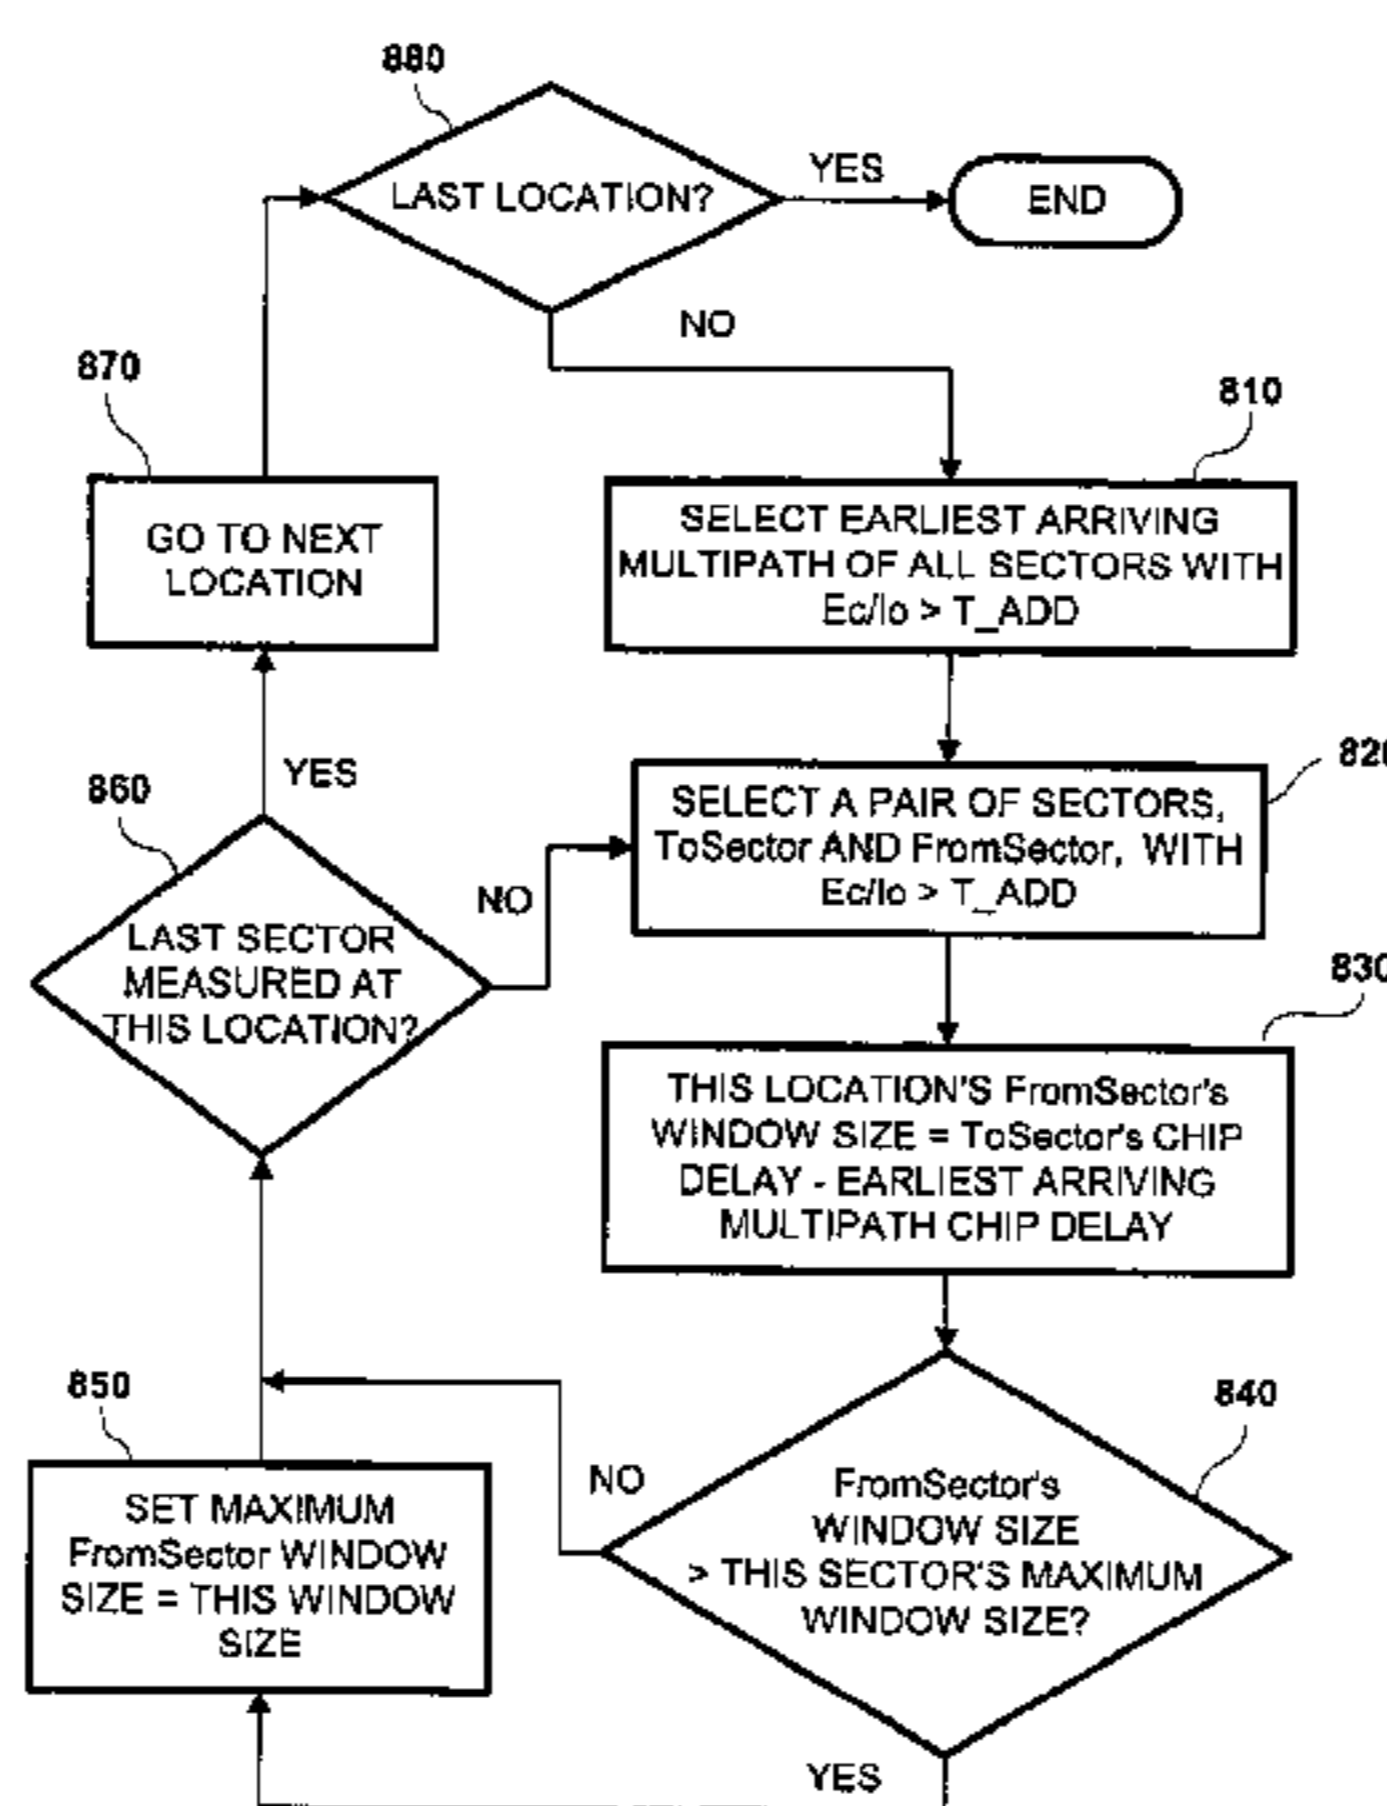 880
LAST LOCATION?
YES
END
NO
870
GO TO NEXT
LOCATION
810
SELECT EARLIEST ARRIVING
MULTIPATH OF ALL SECTORS WITH
Ec/Io > T_ADD
820
SELECT A PAIR OF SECTORS,
ToSector AND FromSector, WITH
Ec/Io > T_ADD
YES
860
LAST SECTOR
MEASURED AT
THIS LOCATION?
NO
830
THIS LOCATION'S FromSector's
WINDOW SIZE = ToSector's CHIP
DELAY - EARLIEST ARRIVING
MULTIPATH CHIP DELAY
840
FromSector's
WINDOW SIZE
> THIS SECTOR'S MAXIMUM
WINDOW SIZE?
NO
850
SET MAXIMUM
FromSector WINDOW
SIZE = THIS WINDOW
SIZE
YES